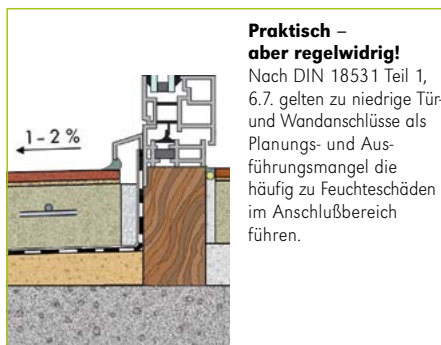 Praktisch –
aber regelwidrig!
Nach DIN 18531 Teil 1,
6.7. gelten zu niedrige Tür-
und Wandanschlüsse als
Planungs- und Aus-
führungsmangel die
häufig zu Feuchteschäden
im Anschlußbereich
führen.
1-2 %